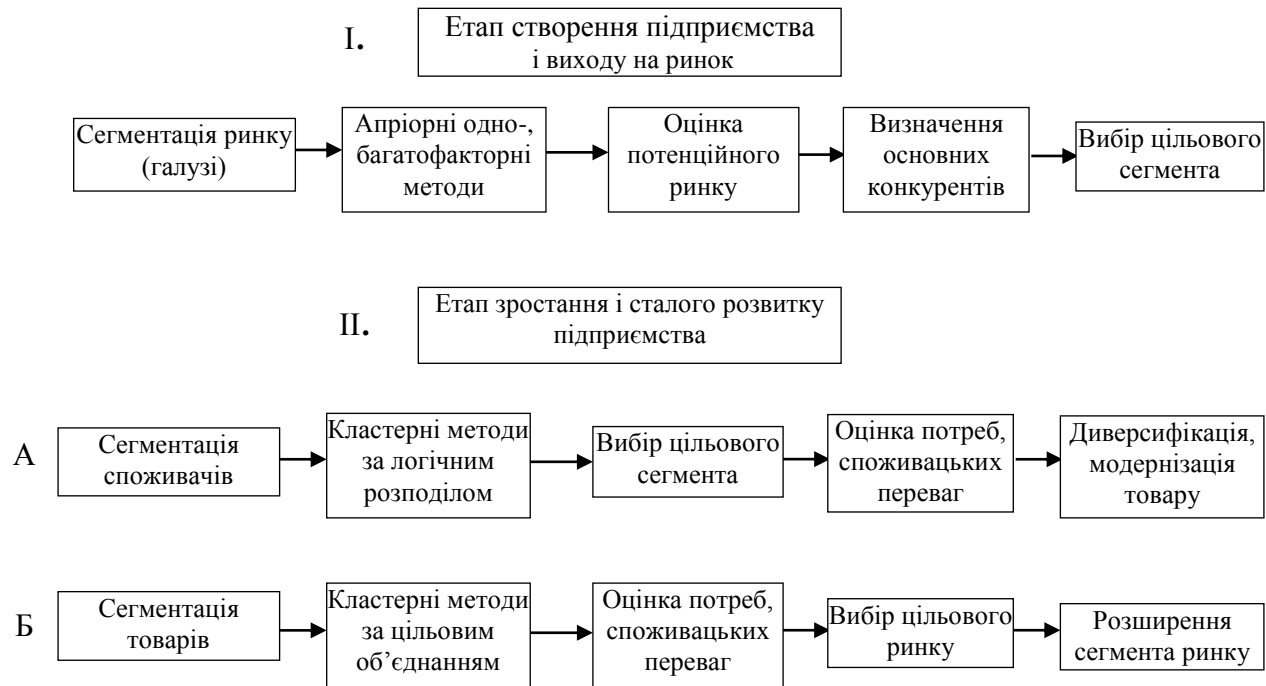 I.
Етап створення підприємства
і виходу на ринок
Сегментація ринку
(галузі)
Апріорні одно-,
багатофакторні
методи
Оцінка
потенційного
ринку
Визначення
основних
конкурентів
Вибір цільового
сегмента
II.
Етап зростання і сталого розвитку
підприємства
А
Сегментація
споживачів
Кластерні методи
за логічним
розподілом
Вибір цільового
сегмента
Оцінка потреб,
споживацьких
переваг
Диверсифікація,
модернізація
товару
Б
Сегментація
товарів
Кластерні методи
за цільовим
об’єднанням
Оцінка потреб,
споживацьких
переваг
Вибір цільового
ринку
Розширення
сегмента ринку